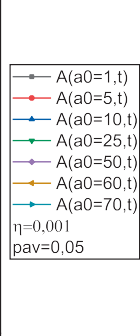 A(a0=1,t)
A(a0=5,t)
A(a0=10,t)
A(a0=25,t)
A(a0=50,t)
A(a0=60,t)
A(a0=70,t)
η=0,001
pav=0,05